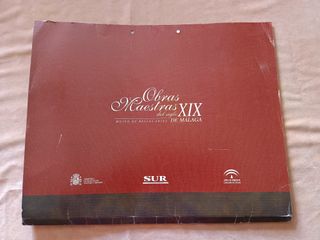 Obras
Maestras
del siglo XIX
MUSEO DE BELLAS ARTES DE MALAGA
SUR